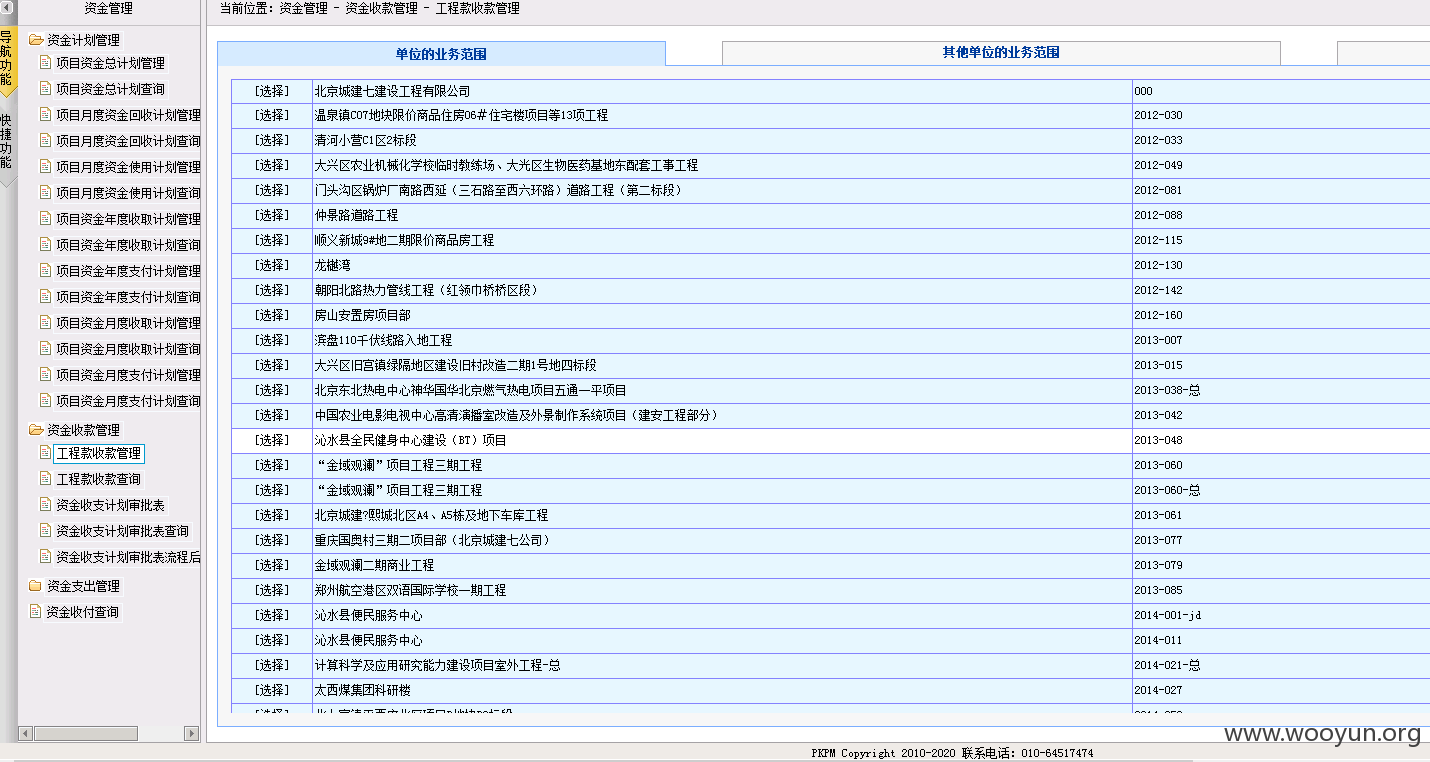 资金管理
当前位置：资金管理 - 资金收款管理 - 工程款收款管理
导航功能
快捷功能
资金计划管理
项目资金总计划管理
项目资金总计划查询
项目月度资金回收计划管理
项目月度资金回收计划查询
项目月度资金使用计划管理
项目月度资金使用计划查询
项目资金年度收取计划管理
项目资金年度收取计划查询
项目资金年度支付计划管理
项目资金年度支付计划查询
项目资金月度收取计划管理
项目资金月度收取计划查询
项目资金月度支付计划管理
项目资金月度支付计划查询
资金收款管理
工程款收款管理
工程款收款查询
资金收支计划审批表
资金收支计划审批表查询
资金收支计划审批表流程后
资金支出管理
资金收付查询
单位的业务范围 其他单位的业务范围
[选择] 北京城建七建设工程有限公司 000
[选择] 温泉镇C07地块限价商品住房06＃住宅楼项目等13项工程 2012-030
[选择] 清河小营C1区2标段 2012-033
[选择] 大兴区农业机械化学校临时教练场、大光区生物医药基地东配套工事工程 2012-049
[选择] 门头沟区锅炉厂南路西延（三石路至西六环路）道路工程（第二标段） 2012-081
[选择] 仲景路道路工程 2012-088
[选择] 顺义新城9#地二期限价商品房工程 2012-115
[选择] 龙樾湾 2012-130
[选择] 朝阳北路热力管线工程（红领巾桥桥区段） 2012-142
[选择] 房山安置房项目部 2012-160
[选择] 滨盘110千伏线路入地工程 2013-007
[选择] 大兴区旧宫镇绿隔地区建设旧村改造二期1号地四标段 2013-015
[选择] 北京东北热电中心神华国华北京燃气热电项目五通一平项目 2013-038-总
[选择] 中国农业电影电视中心高清演播室改造及外景制作系统项目（建安工程部分） 2013-042
[选择] 沁水县全民健身中心建设（BT）项目 2013-048
[选择] “金域观澜”项目工程三期工程 2013-060
[选择] “金域观澜”项目工程三期工程 2013-060-总
[选择] 北京城建?熙城北区A4、A5栋及地下车库工程 2013-061
[选择] 重庆国奥村三期二项目部（北京城建七公司） 2013-077
[选择] 金域观澜二期商业工程 2013-079
[选择] 郑州航空港区双语国际学校一期工程 2013-085
[选择] 沁水县便民服务中心 2014-001-jd
[选择] 沁水县便民服务中心 2014-011
[选择] 计算科学及应用研究能力建设项目室外工程-总 2014-021-总
[选择] 太西煤集团科研楼 2014-027
[选择]
www.wooyun.org
PKPM Copyright 2010-2020 联系电话：010-64517474